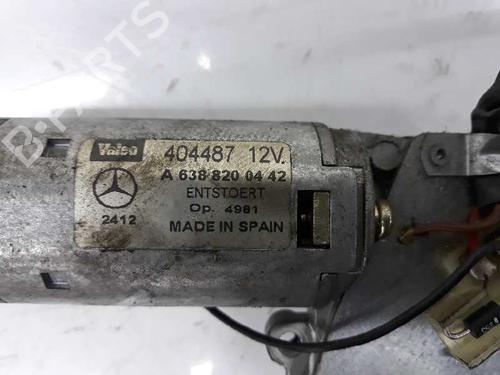 B-PARTS
Valeo 404487 12V.
A 638 820 04 42
ENTSTOERT
2412 Op. 4981
MADE IN SPAIN